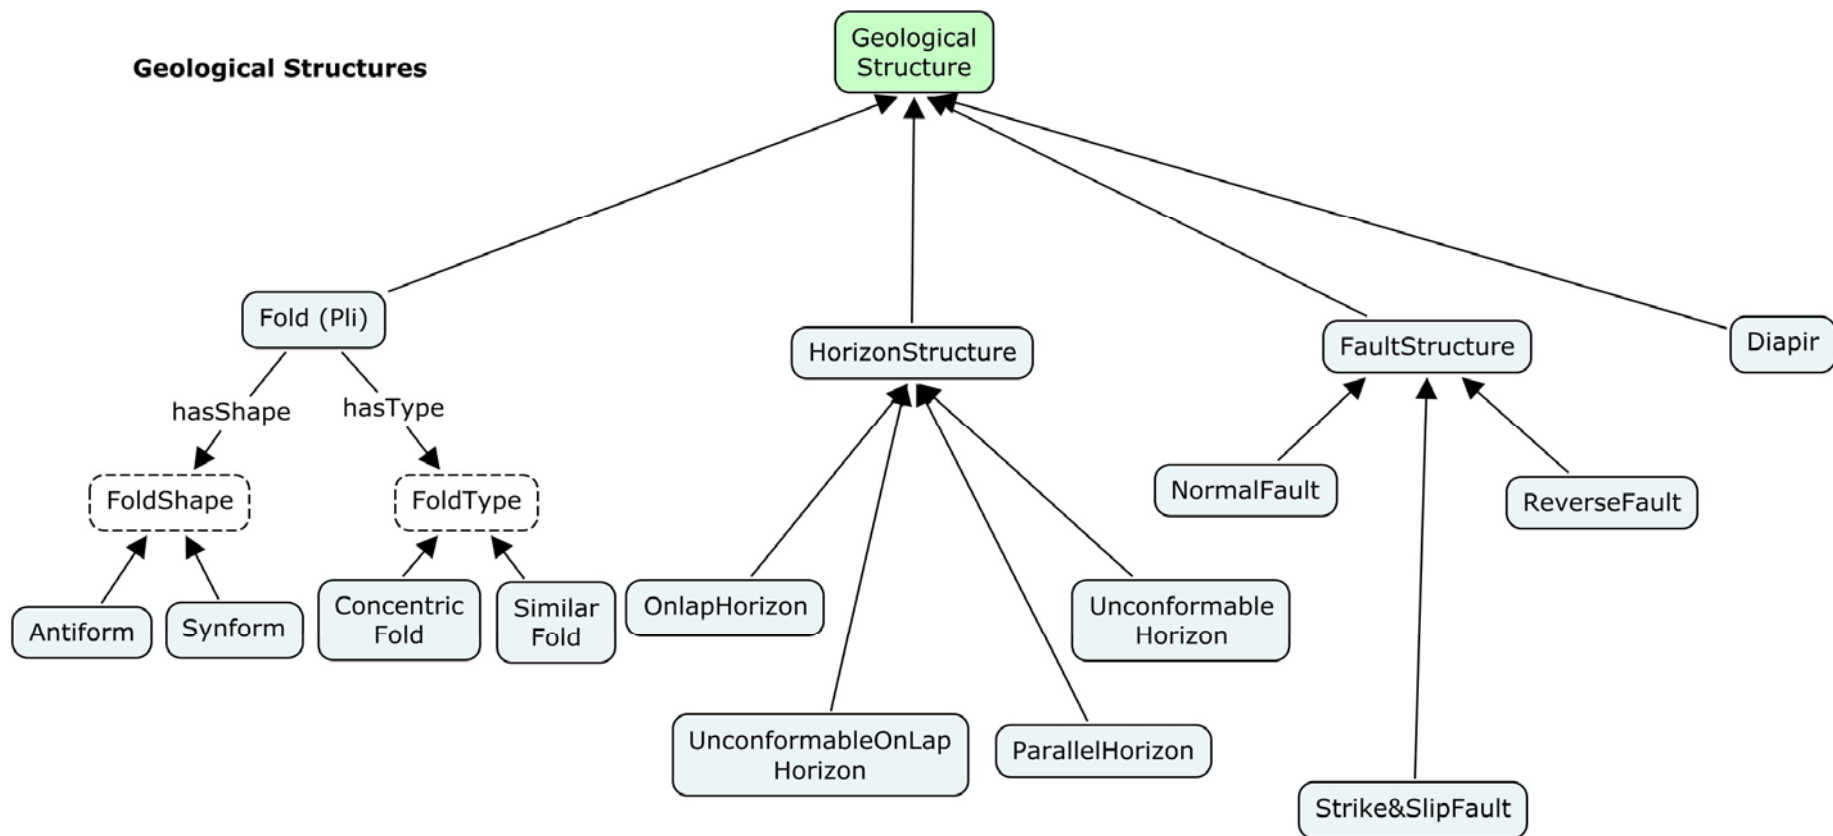 Geological Structures
Geological
Structure
Fold (Pli)
HorizonStructure
FaultStructure
Diapir
hasShape
hasType
FoldShape
FoldType
NormalFault
ReverseFault
Antiform
Synform
Concentric
Fold
Similar
Fold
OnlapHorizon
Unconformable
Horizon
UnconformableOnLap
Horizon
ParallelHorizon
Strike&SlipFault